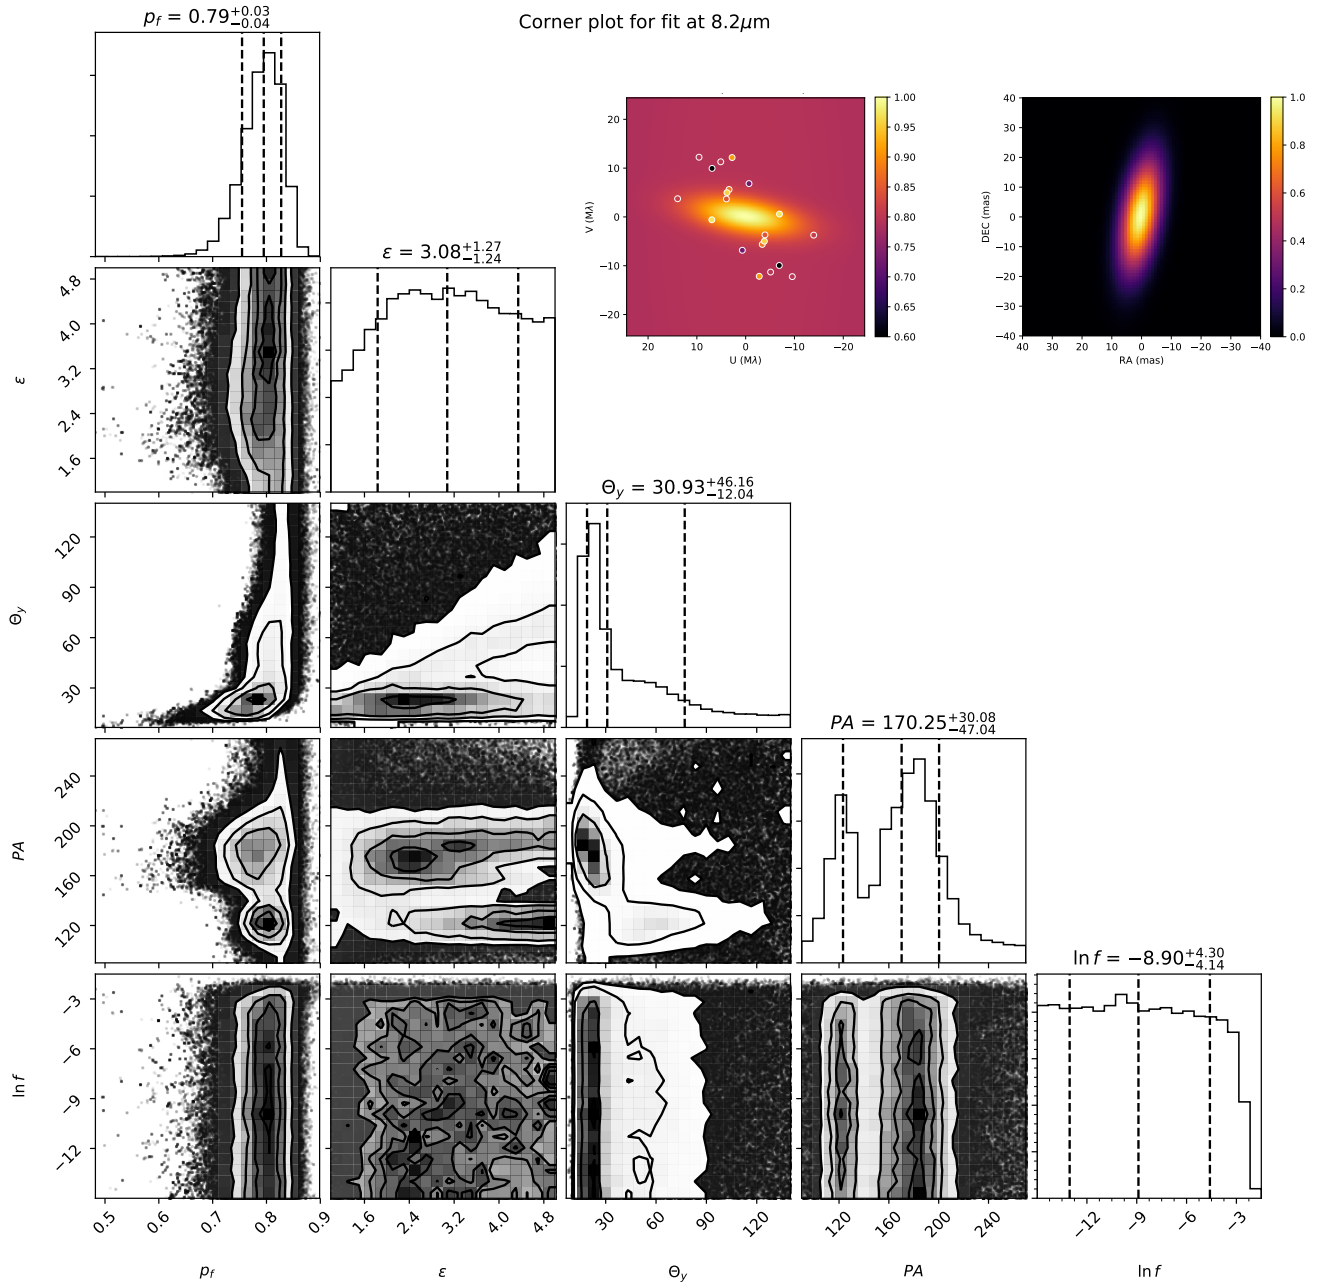 Corner plot for fit at 8.2μm
p_f = 0.79^{+0.03}_{-0.04}
ε = 3.08^{+1.27}_{-1.24}
Θ_y = 30.93^{+46.16}_{-12.04}
PA = 170.25^{+30.08}_{-47.04}
ln f = −8.90^{+4.30}_{-4.14}
20
10
0
−10
−20
V (Mλ)
20 10 0 −10 −20
U (Mλ)
1.00
0.95
0.90
0.85
0.80
0.75
0.70
0.65
0.60
40
30
20
10
0
−10
−20
−30
−40
DEC (mas)
40 30 20 10 0 −10 −20 −30 −40
RA (mas)
1.0
0.8
0.6
0.4
0.2
0.0
4.8
4.0
3.2
2.4
1.6
ε
120
90
60
30
Θ_y
240
200
160
120
PA
−3
−6
−9
−12
ln f
0.5 0.6 0.7 0.8 0.9
p_f
1.6 2.4 3.2 4.0 4.8
ε
30 60 90 120
Θ_y
120 160 200 240
PA
−12 −9 −6 −3
ln f